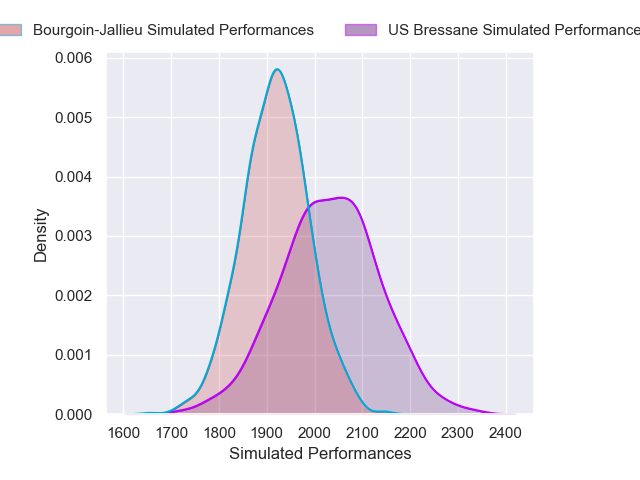 Bourgoin-Jallieu Simulated Performances
US Bressane Simulated Performance
0.006
0.005
0.004
0.003
0.002
0.001
0.000
Density
1600 1700 1800 1900 2000 2100 2200 2300 2400
Simulated Performances